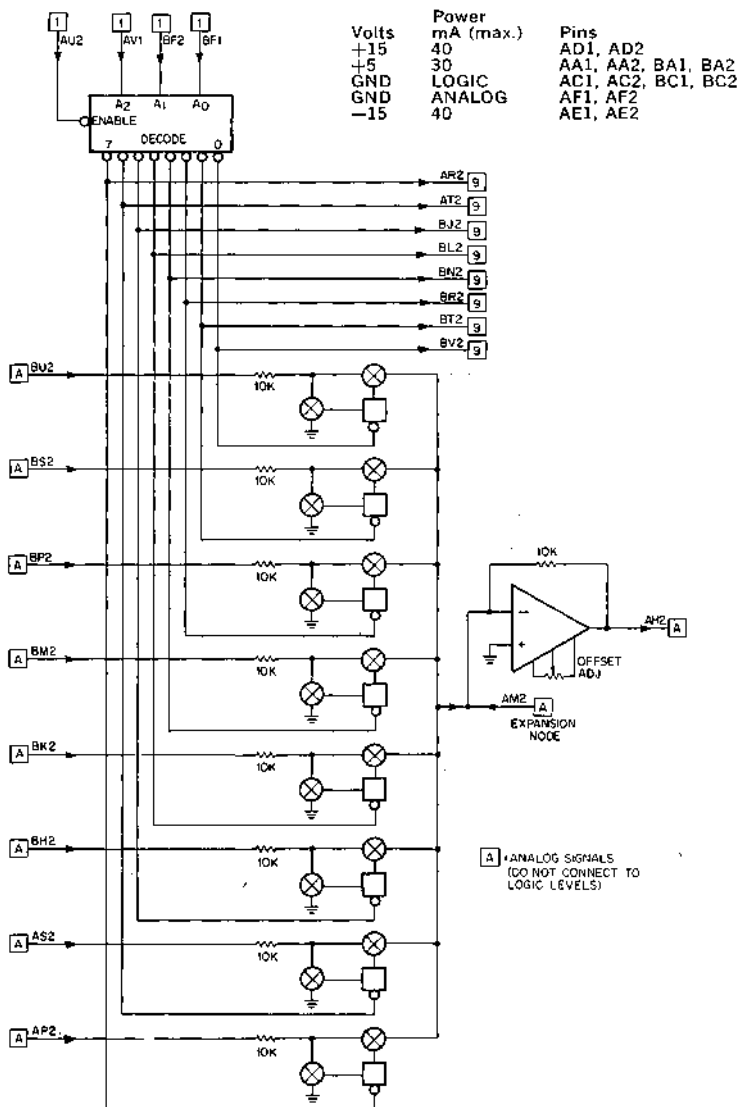 1 1 1 1
AU2 AV1 BF2 BF1
Power
Volts mA (max.) Pins
+15 40 AD1, AD2
+5 30 AA1, AA2, BA1, BA2
GND LOGIC AC1, AC2, BC1, BC2
GND ANALOG AF1, AF2
−15 40 AE1, AE2
A2 A1 A0
ENABLE
DECODE
7 0
AR2 9
AT2 9
BJ2 9
BL2 9
BN2 9
BR2 9
BT2 9
BV2 9
A BU2
10K
A BS2
10K
A BP2
10K
10K
−
+
AH2 A
OFFSET
ADJ
A BM2
10K
AM2 A
EXPANSION
NODE
A BK2
10K
A BH2
10K
A ANALOG SIGNALS
(DO NOT CONNECT TO
LOGIC LEVELS)
A AS2
10K
A AP2
10K